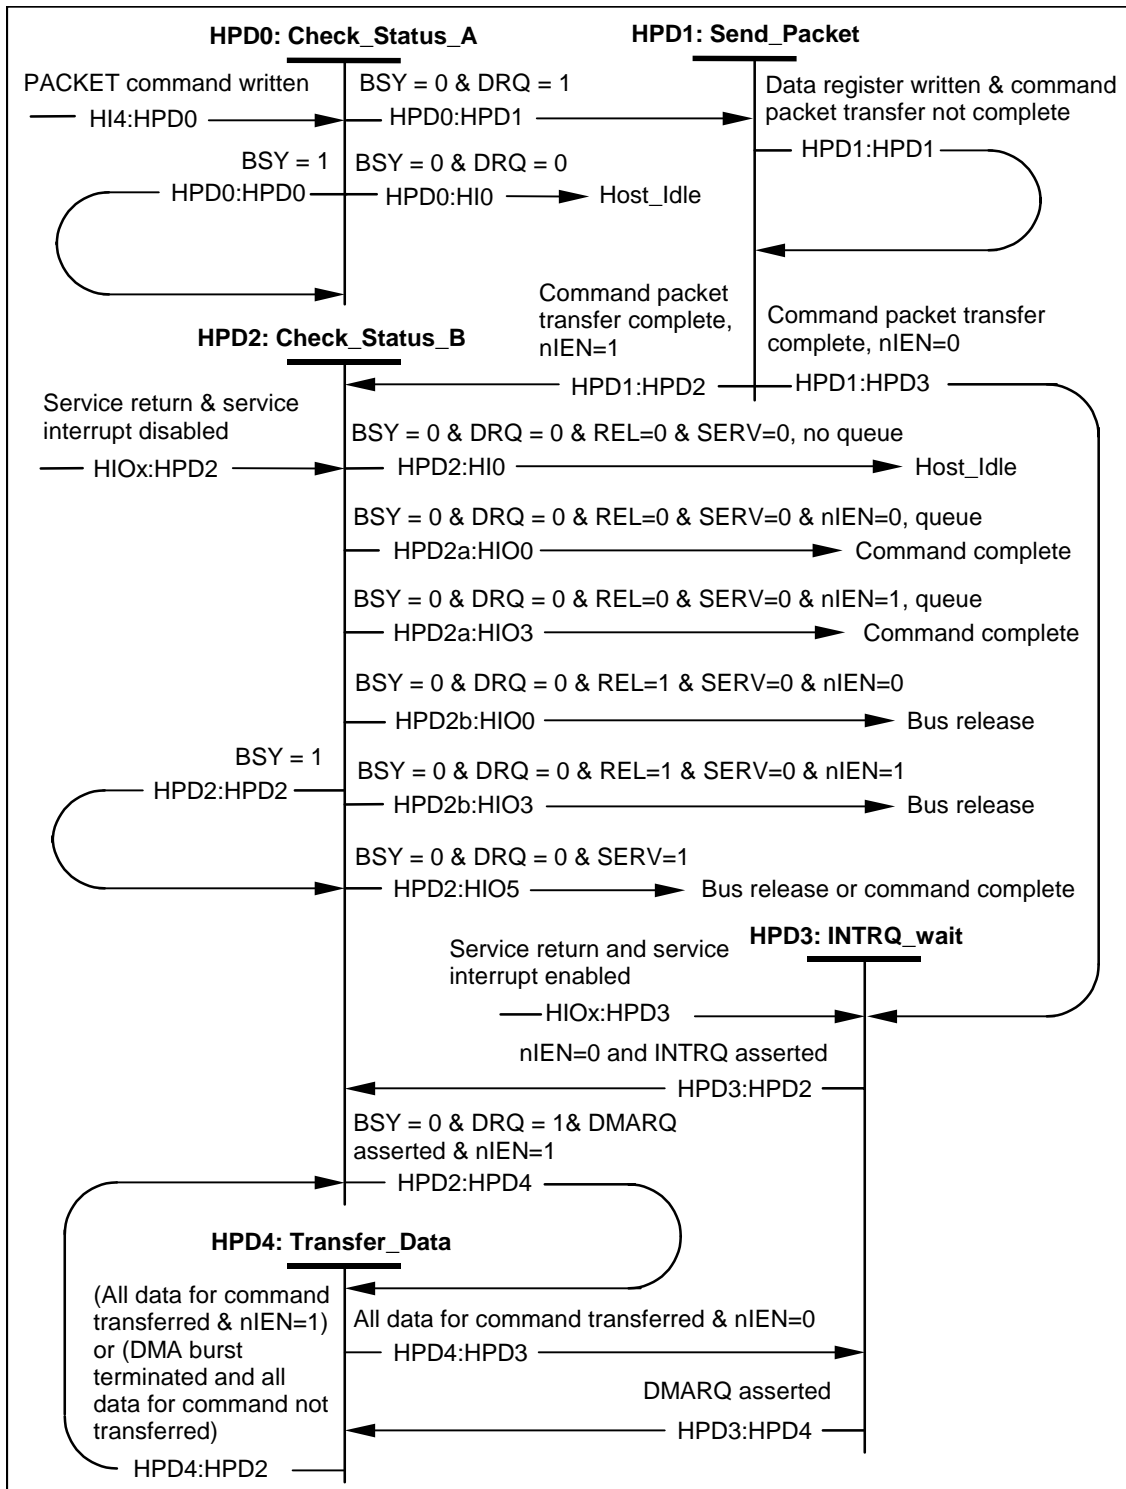 HPD0: Check_Status_A
HPD1: Send_Packet
PACKET command written
HI4:HPD0
BSY = 0 & DRQ = 1
HPD0:HPD1
Data register written & command
packet transfer not complete
HPD1:HPD1
BSY = 1
HPD0:HPD0
BSY = 0 & DRQ = 0
HPD0:HI0
Host_Idle
Command packet
transfer complete,
nIEN=1
HPD1:HPD2
Command packet transfer
complete, nIEN=0
HPD1:HPD3
HPD2: Check_Status_B
Service return & service
interrupt disabled
HIOx:HPD2
BSY = 0 & DRQ = 0 & REL=0 & SERV=0, no queue
HPD2:HI0
Host_Idle
BSY = 0 & DRQ = 0 & REL=0 & SERV=0 & nIEN=0, queue
HPD2a:HIO0
Command complete
BSY = 0 & DRQ = 0 & REL=0 & SERV=0 & nIEN=1, queue
HPD2a:HIO3
Command complete
BSY = 0 & DRQ = 0 & REL=1 & SERV=0 & nIEN=0
HPD2b:HIO0
Bus release
BSY = 1
HPD2:HPD2
BSY = 0 & DRQ = 0 & REL=1 & SERV=0 & nIEN=1
HPD2b:HIO3
Bus release
BSY = 0 & DRQ = 0 & SERV=1
HPD2:HIO5
Bus release or command complete
HPD3: INTRQ_wait
Service return and service
interrupt enabled
HIOx:HPD3
nIEN=0 and INTRQ asserted
HPD3:HPD2
BSY = 0 & DRQ = 1& DMARQ
asserted & nIEN=1
HPD2:HPD4
HPD4: Transfer_Data
(All data for command
transferred & nIEN=1)
or (DMA burst
terminated and all
data for command not
transferred)
HPD4:HPD2
All data for command transferred & nIEN=0
HPD4:HPD3
DMARQ asserted
HPD3:HPD4